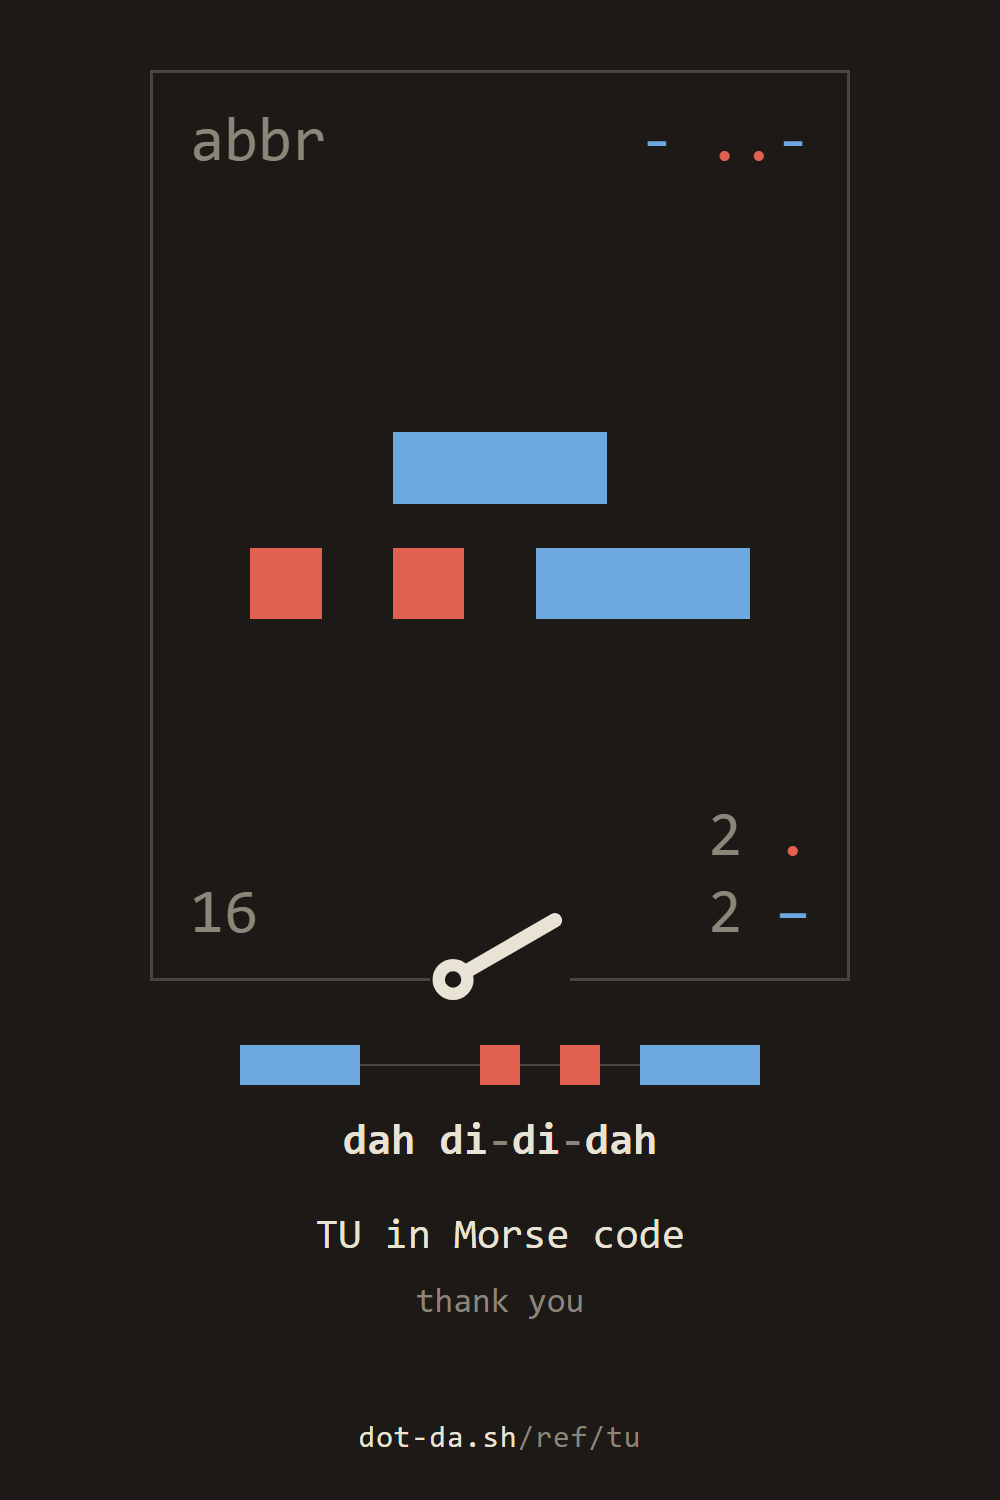 abbr - ..-
2 .
16 2 –
dah di-di-dah
TU in Morse code
thank you
dot-da.sh/ref/tu